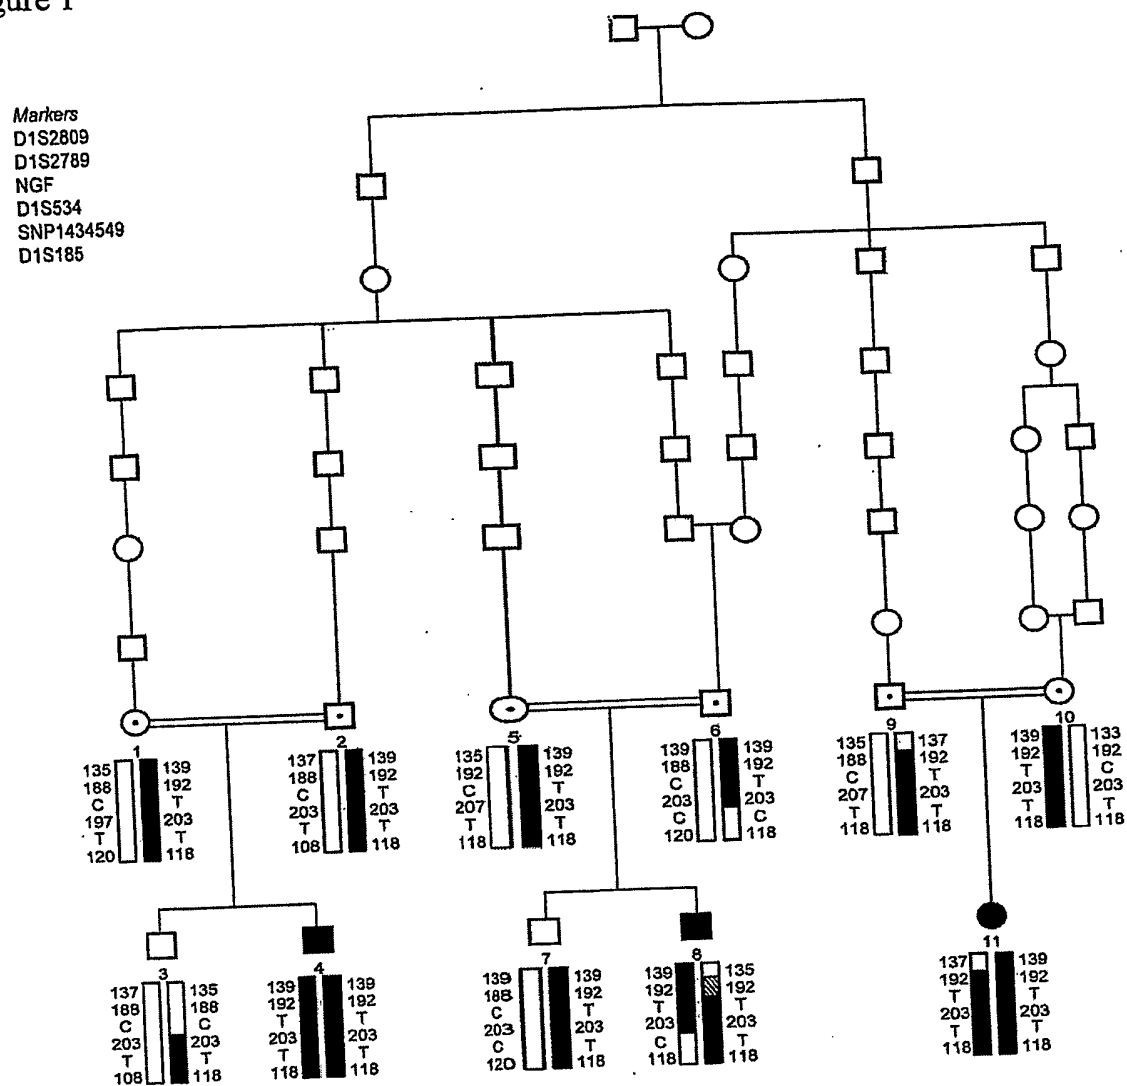 gure 1
Markers
D1S2809
D1S2789
NGF
D1S534
SNP1434549
D1S185
1
135 139
188 192
C T
197 203
T T
120 118
2
137 139
188 192
C T
203 203
T T
108 118
5
135 139
192 192
C T
207 203
T T
118 118
6
139 139
188 192
C T
203 203
C C
120 118
9
135 137
188 192
C T
207 203
T T
118 118
10
139 133
192 192
T C
203 203
T T
118 118
3
137 135
188 188
C C
203 203
T T
108 118
4
139 139
192 192
T T
203 203
T T
118 118
7
139 139
188 192
C T
203 203
C T
120 118
8
139 135
192 192
T T
203 203
C T
118 118
11
137 139
192 192
T T
203 203
T T
118 118